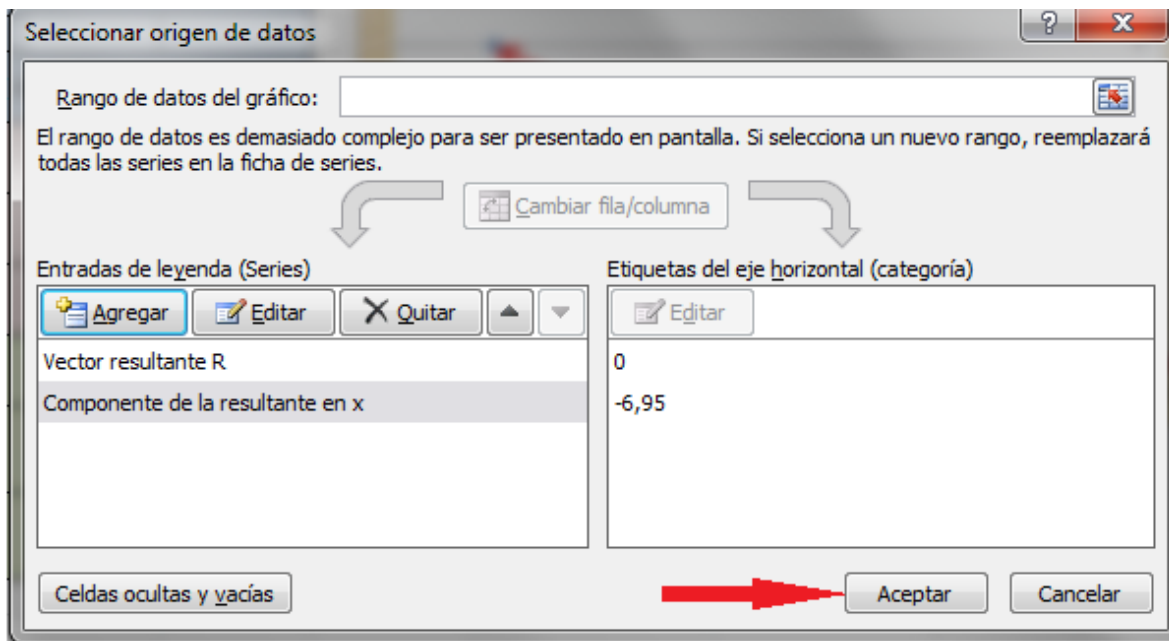 Seleccionar origen de datos
Rango de datos del gráfico:
El rango de datos es demasiado complejo para ser presentado en pantalla. Si selecciona un nuevo rango, reemplazará
todas las series en la ficha de series.
Cambiar fila/columna
Entradas de leyenda (Series)
Etiquetas del eje horizontal (categoría)
Agregar
Editar
Quitar
Editar
Vector resultante R
0
Componente de la resultante en x
-6,95
Celdas ocultas y vacías
Aceptar
Cancelar